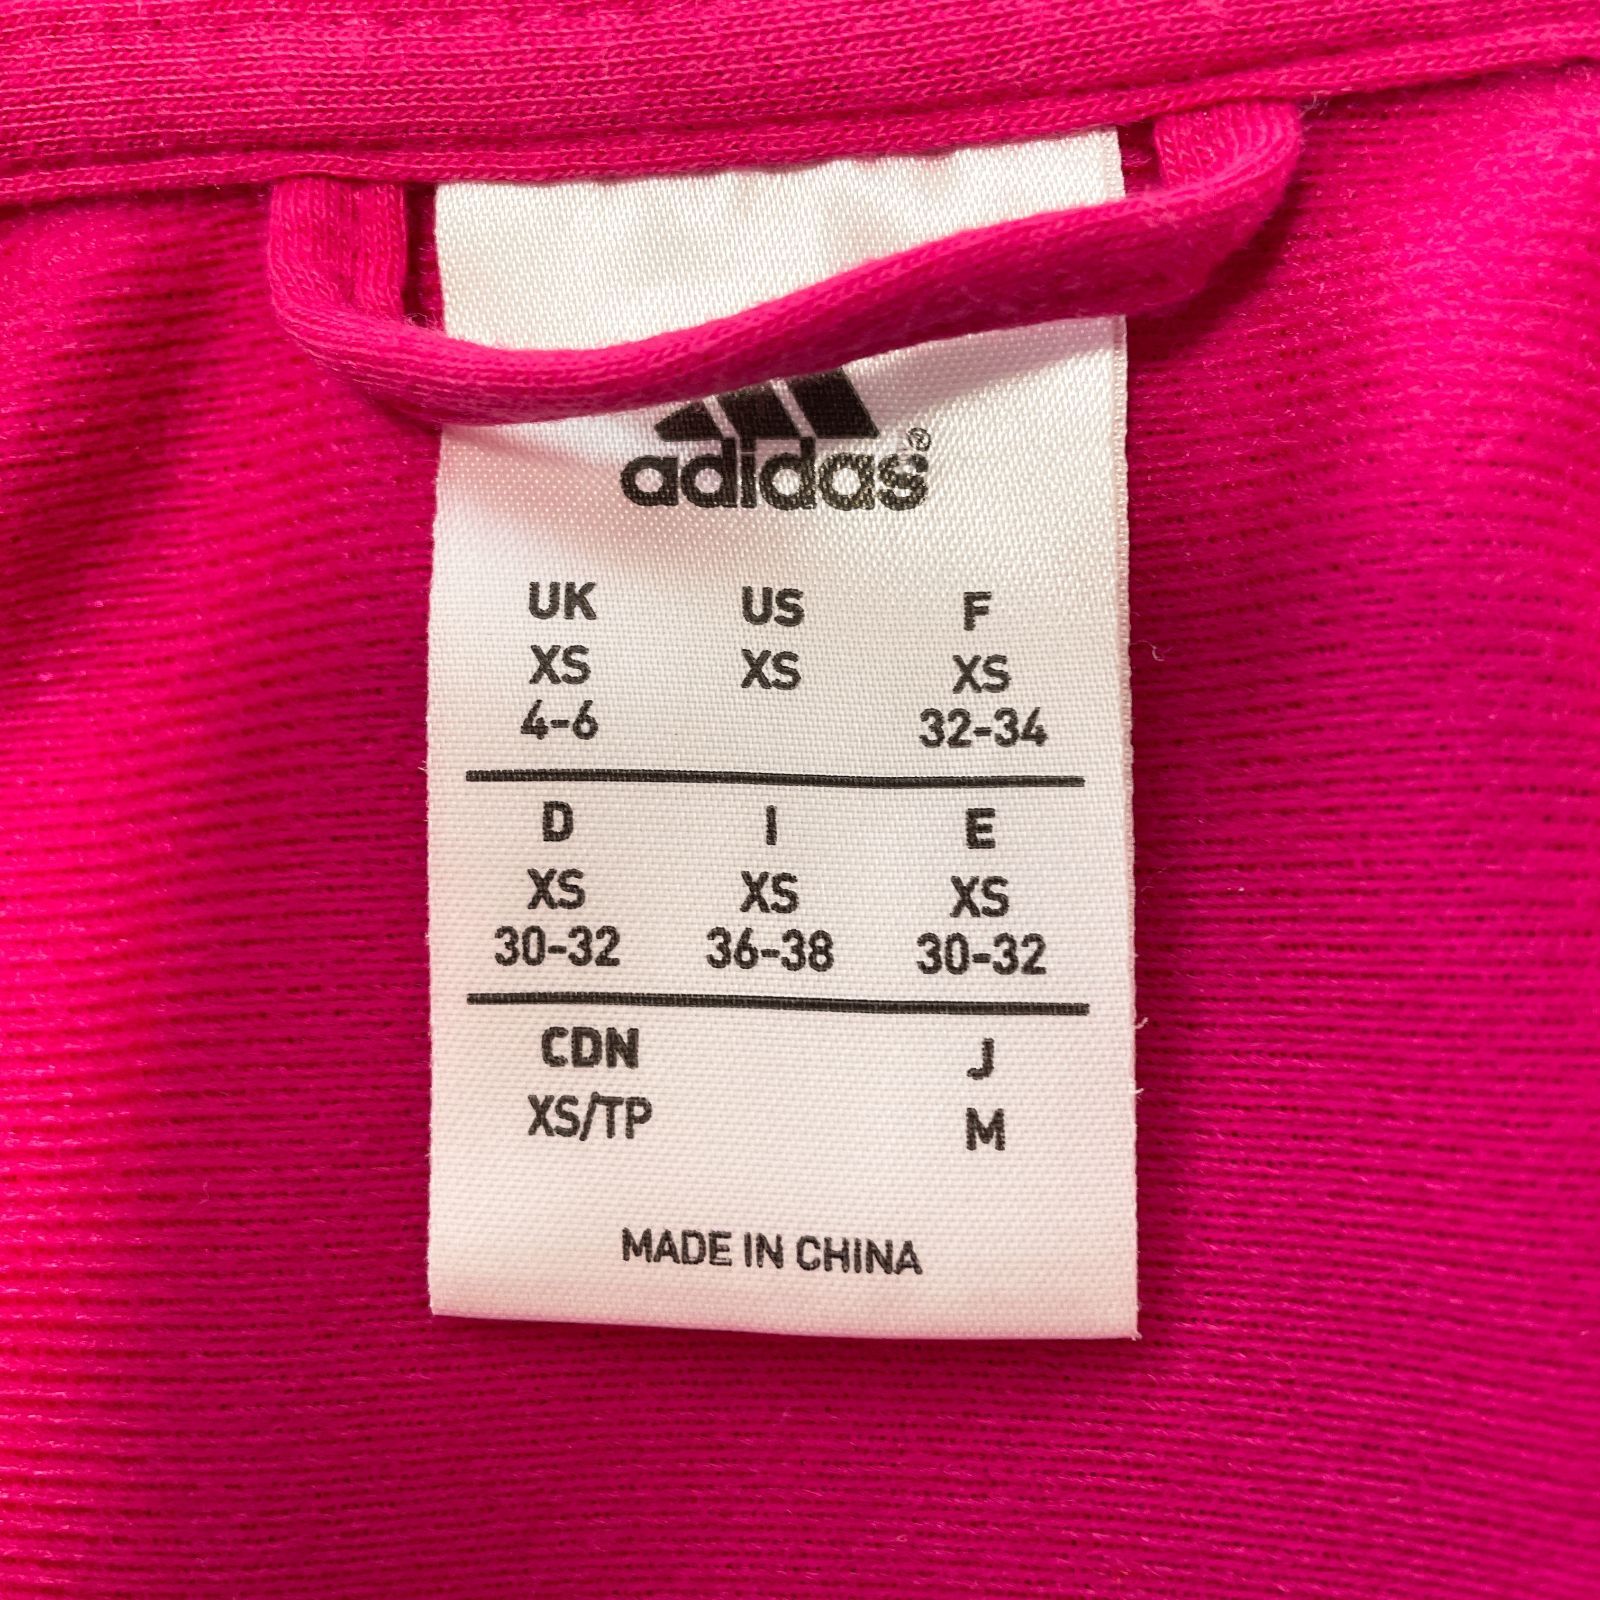 adidas®
UK US F
XS XS XS
4-6 32-34
D I E
XS XS XS
30-32 36-38 30-32
CDN J
XS/TP M
MADE IN CHINA